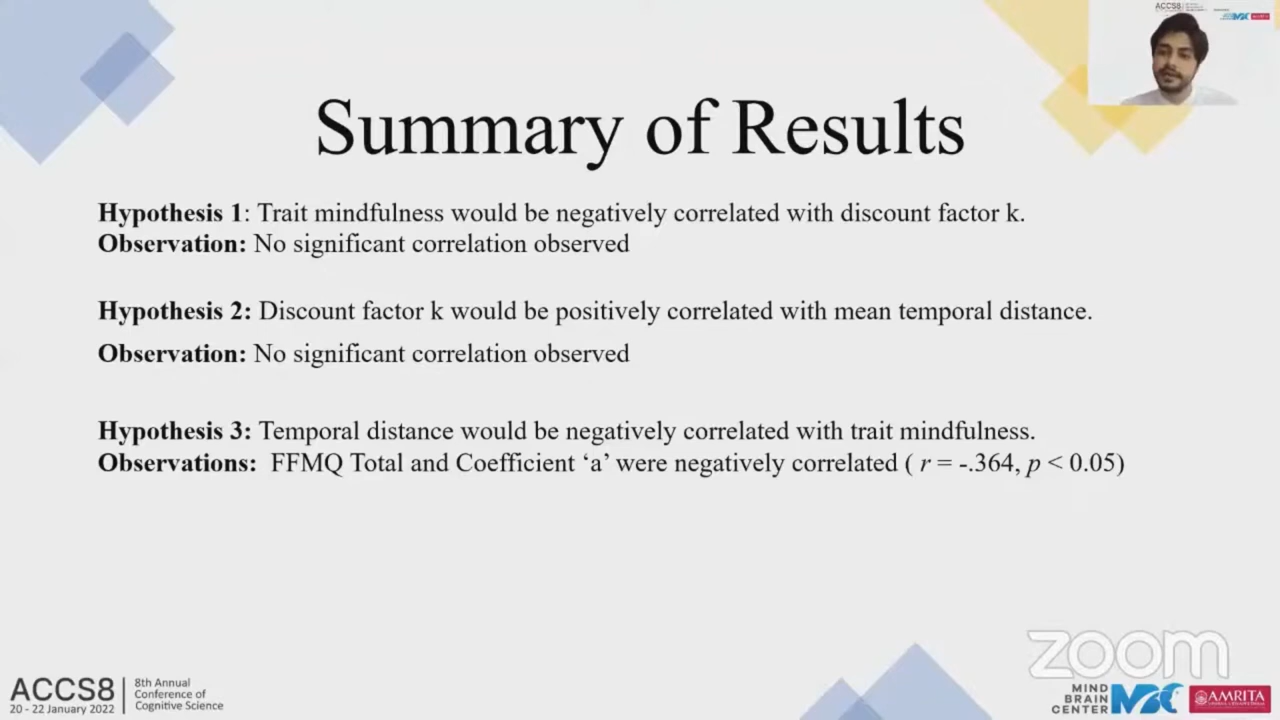 ACCS8
Summary of Results
Hypothesis 1: Trait mindfulness would be negatively correlated with discount factor k.
Observation: No significant correlation observed
Hypothesis 2: Discount factor k would be positively correlated with mean temporal distance.
Observation: No significant correlation observed
Hypothesis 3: Temporal distance would be negatively correlated with trait mindfulness.
Observations: FFMQ Total and Coefficient ‘a’ were negatively correlated ( r = -.364, p < 0.05)
zoom
ACCS8
20 - 22 January 2022
8th Annual
Conference of
Cognitive Science
MIND
BRAIN
CENTER
MBC
AMRITA